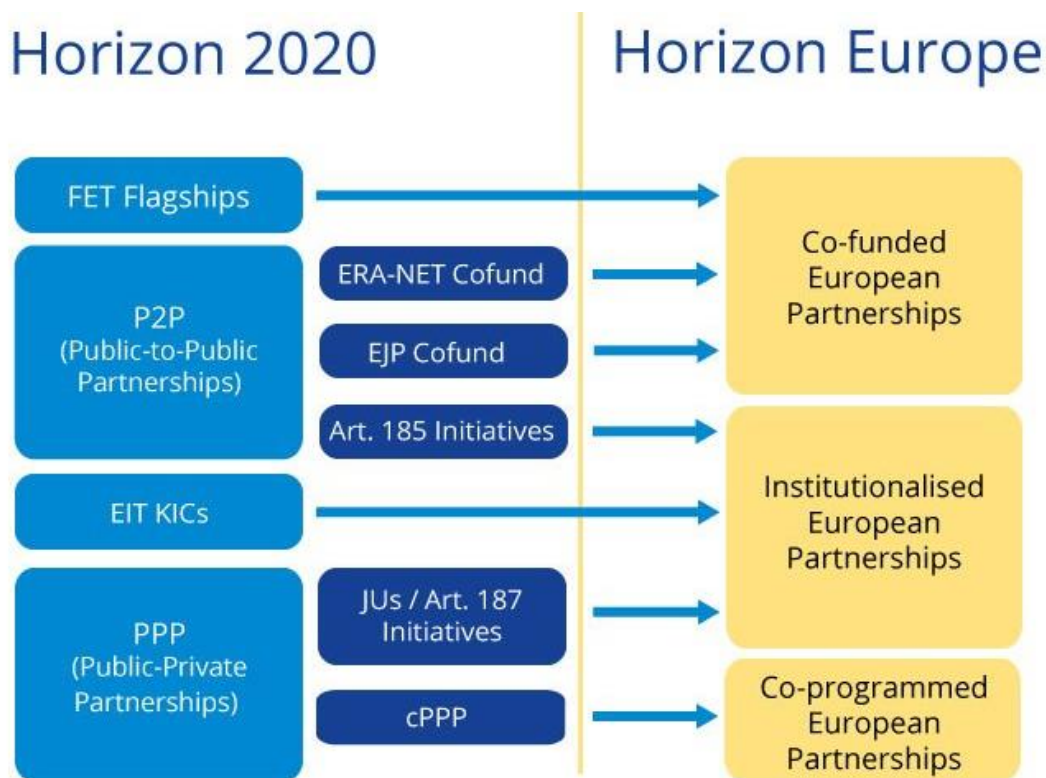 Horizon 2020
Horizon Europe
FET Flagships
P2P
(Public-to-Public
Partnerships)
ERA-NET Cofund
EJP Cofund
Art. 185 Initiatives
EIT KICs
PPP
(Public-Private
Partnerships)
JUs / Art. 187
Initiatives
cPPP
Co-funded
European
Partnerships
Institutionalised
European
Partnerships
Co-programmed
European
Partnerships